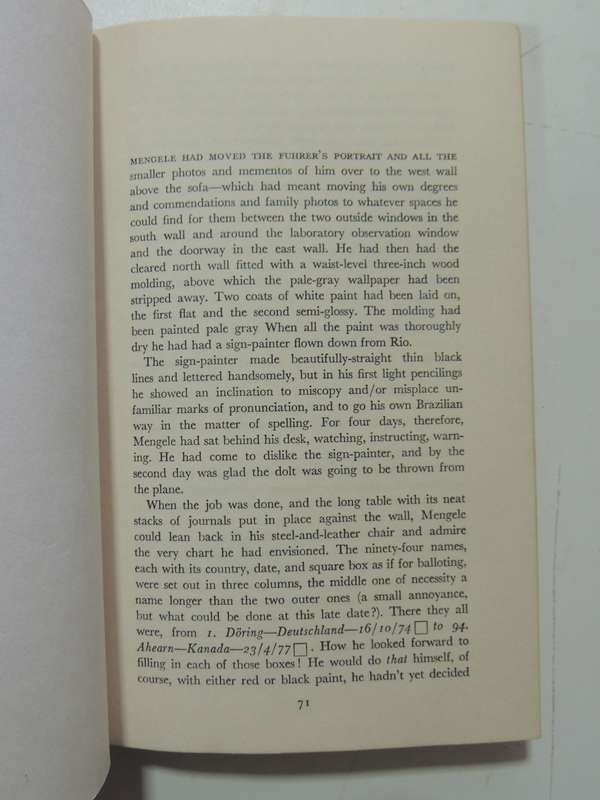 MENGELE HAD MOVED THE FUHRER'S PORTRAIT AND ALL THE
smaller photos and mementos of him over to the west wall
above the sofa—which had meant moving his own degrees
and commendations and family photos to whatever spaces he
could find for them between the two outside windows in the
south wall and around the laboratory observation window
and the doorway in the east wall. He had then had the
cleared north wall fitted with a waist-level three-inch wood
molding, above which the pale-gray wallpaper had been
stripped away. Two coats of white paint had been laid on,
the first flat and the second semi-glossy. The molding had
been painted pale gray When all the paint was thoroughly
dry he had had a sign-painter flown down from Rio.
The sign-painter made beautifully-straight thin black
lines and lettered handsomely, but in his first light pencilings
he showed an inclination to miscopy and/or misplace un-
familiar marks of pronunciation, and to go his own Brazilian
way in the matter of spelling. For four days, therefore,
Mengele had sat behind his desk, watching, instructing, warn-
ing. He had come to dislike the sign-painter, and by the
second day was glad the dolt was going to be thrown from
the plane.
When the job was done, and the long table with its neat
stacks of journals put in place against the wall, Mengele
could lean back in his steel-and-leather chair and admire
the very chart he had envisioned. The ninety-four names,
each with its country, date, and square box as if for balloting,
were set out in three columns, the middle one of necessity a
name longer than the two outer ones (a small annoyance,
but what could be done at this late date?). There they all
were, from 1. Döring—Deutschland—16/10/74□ to 94.
Ahearn—Kanada—23/4/77□. How he looked forward to
filling in each of those boxes! He would do that himself, of
course, with either red or black paint, he hadn't yet decided
71